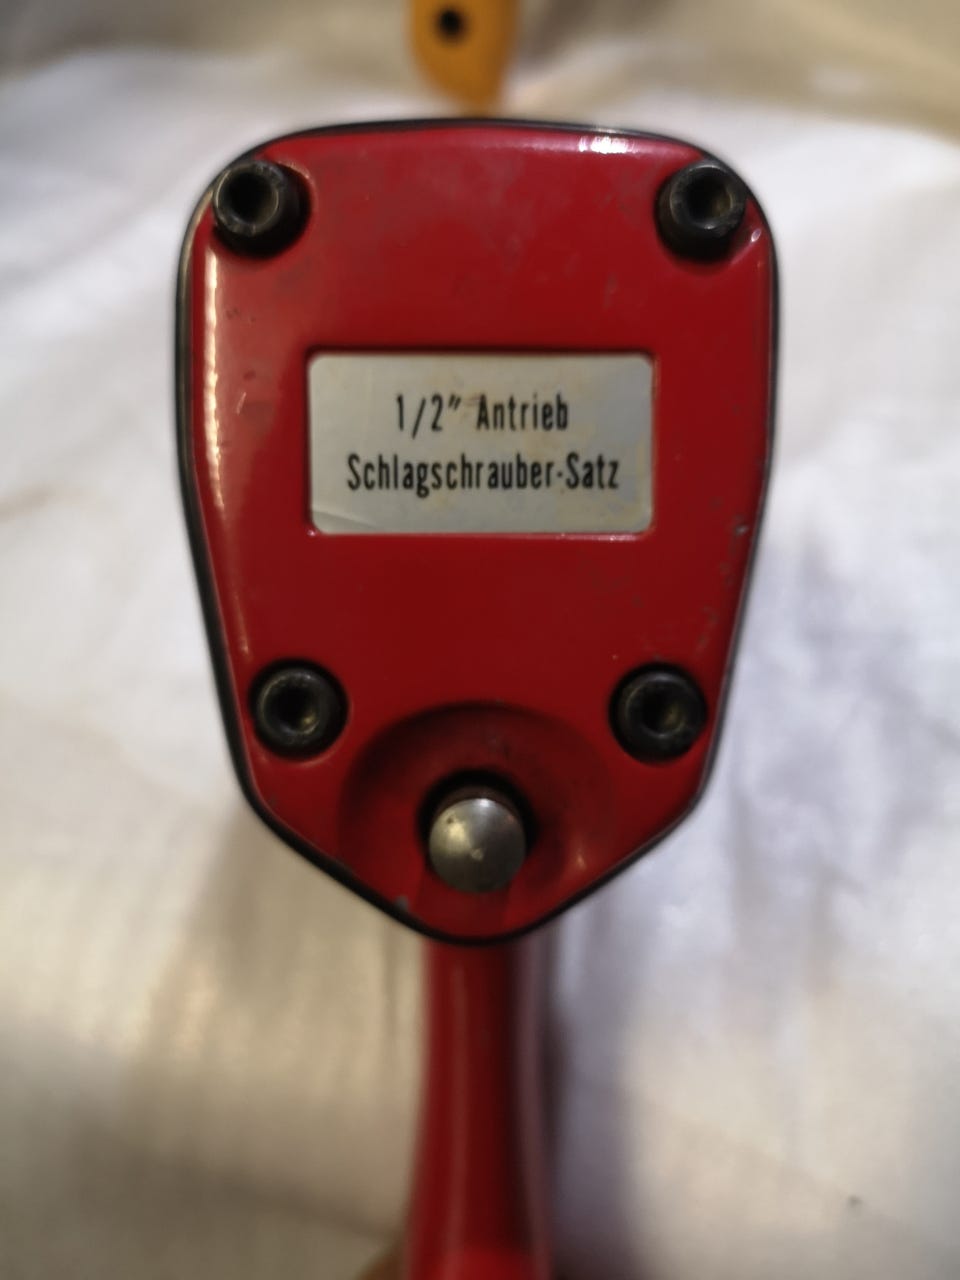 1/2" Antrieb
Schlagschrauber-Satz